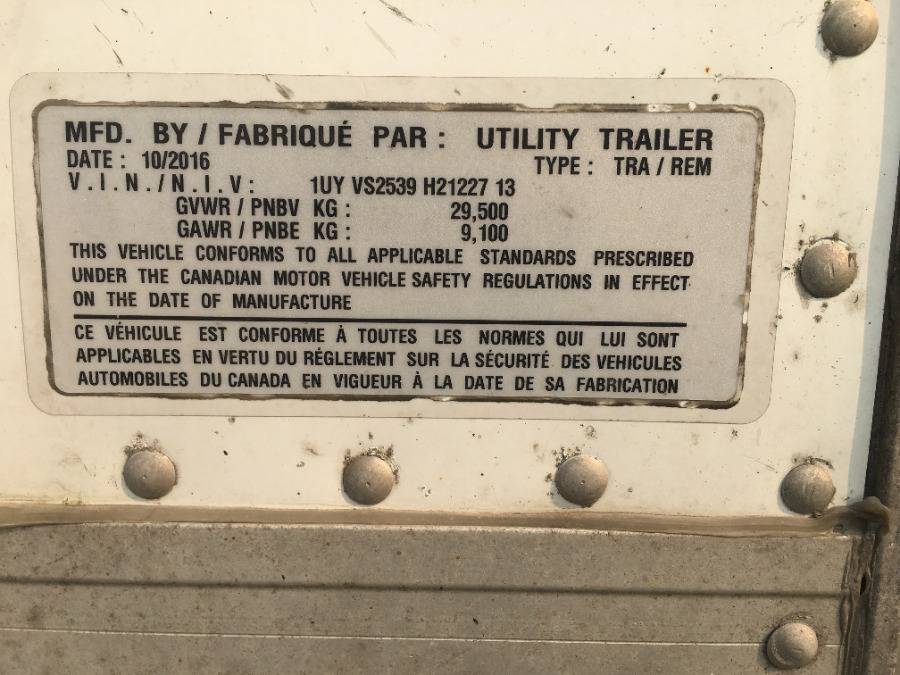 MFD. BY / FABRIQUÉ PAR : UTILITY TRAILER
DATE : 10/2016 TYPE : TRA / REM
V.I.N./N.I.V: 1UY VS2539 H21227 13
GVWR / PNBV KG : 29,500
GAWR / PNBE KG : 9,100
THIS VEHICLE CONFORMS TO ALL APPLICABLE STANDARDS PRESCRIBED
UNDER THE CANADIAN MOTOR VEHICLE SAFETY REGULATIONS IN EFFECT
ON THE DATE OF MANUFACTURE
CE VÉHICULE EST CONFORME À TOUTES LES NORMES QUI LUI SONT
APPLICABLES EN VERTU DU RÉGLEMENT SUR LA SÉCURITÉ DES VEHICULES
AUTOMOBILES DU CANADA EN VIGUEUR À LA DATE DE SA FABRICATION